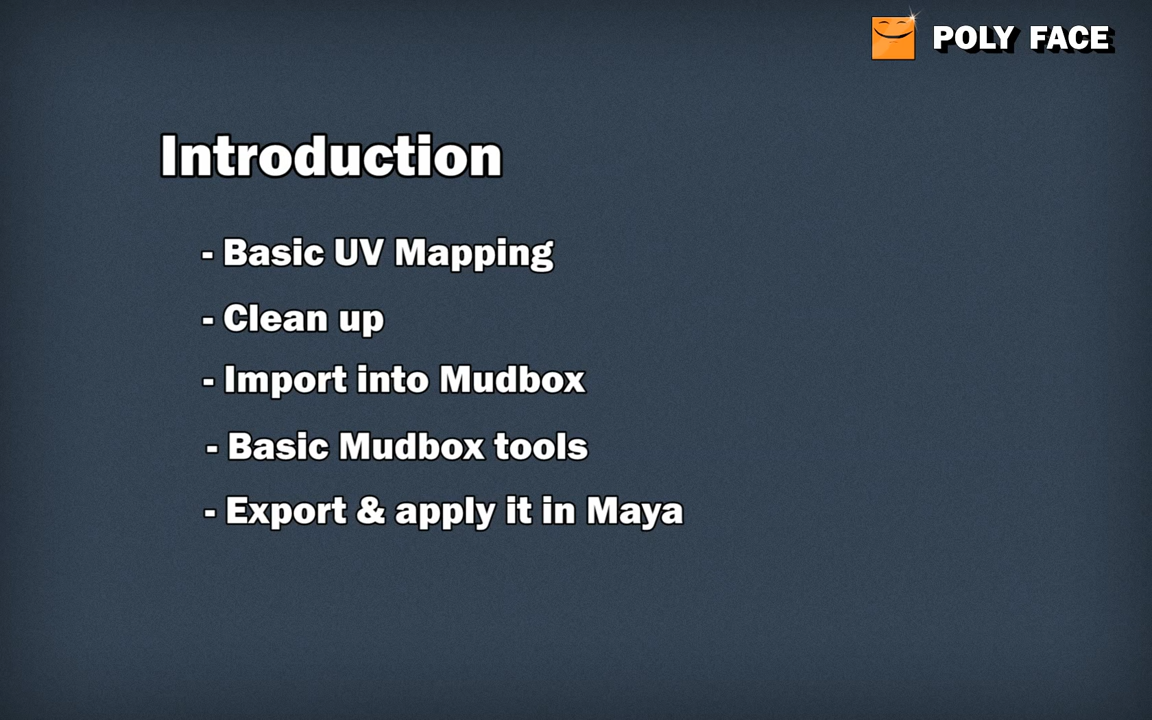 POLY FACE
Introduction
- Basic UV Mapping
- Clean up
- Import into Mudbox
- Basic Mudbox tools
- Export & apply it in Maya